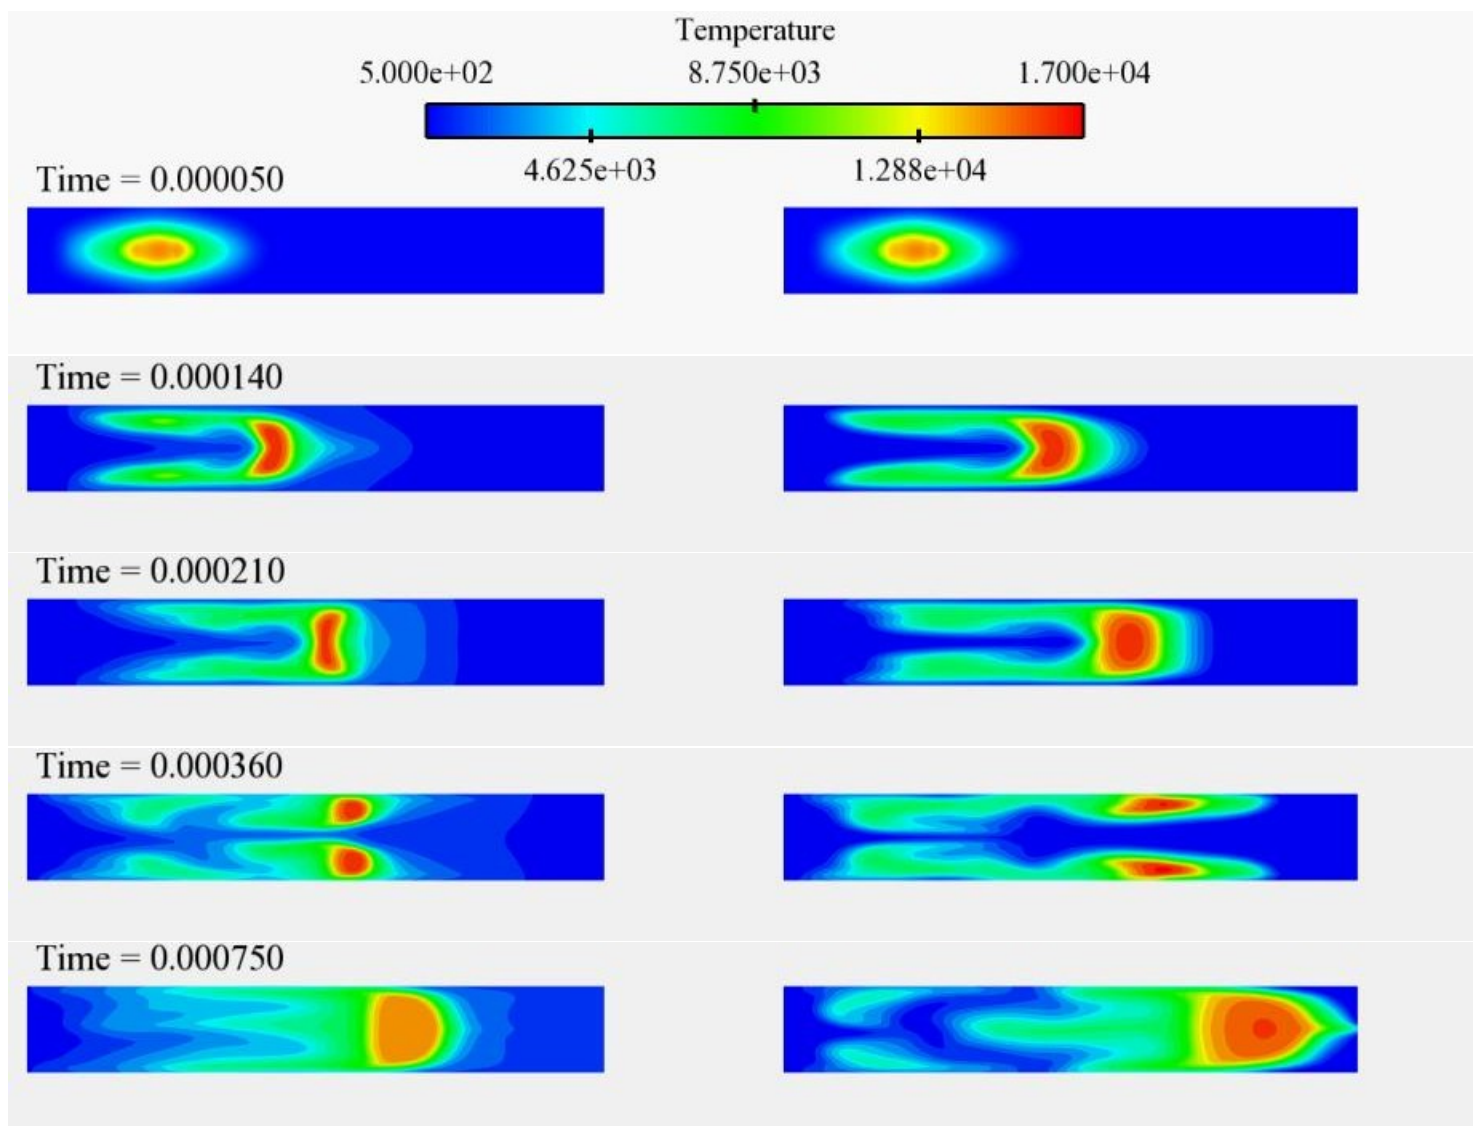 Temperature
5.000e+02 8.750e+03 1.700e+04
4.625e+03 1.288e+04
Time = 0.000050
Time = 0.000140
Time = 0.000210
Time = 0.000360
Time = 0.000750